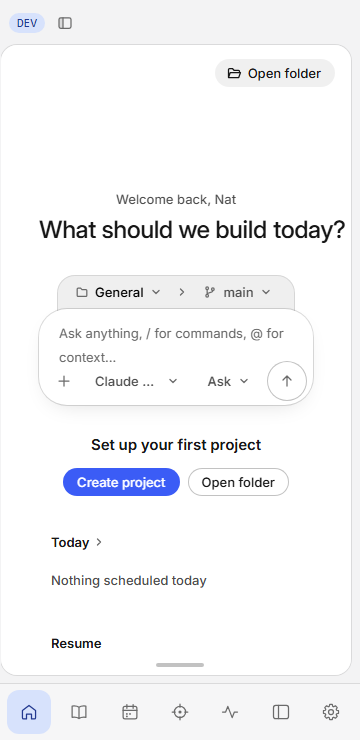 DEV
Open folder
Welcome back, Nat
What should we build today?
General
main
Ask anything, / for commands, @ for
context...
Claude ...
Ask
Set up your first project
Create project
Open folder
Today
Nothing scheduled today
Resume